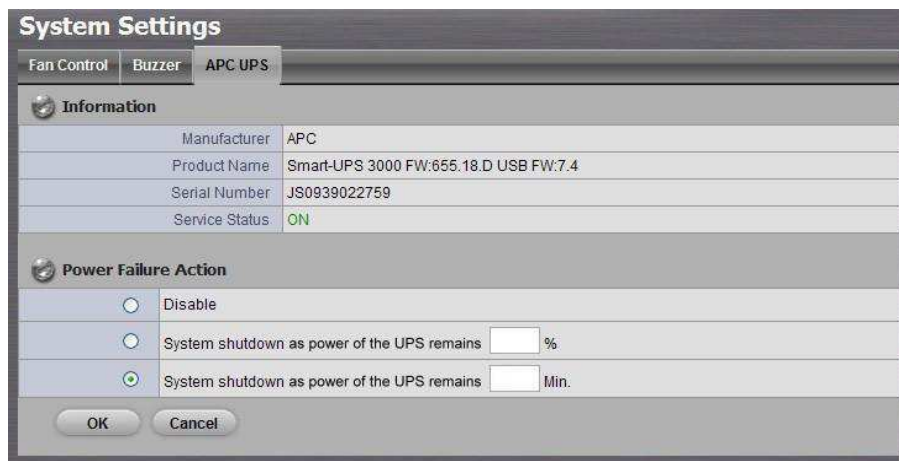 System Settings
Fan Control Buzzer APC UPS
Information
Manufacturer APC
Product Name Smart-UPS 3000 FW:655.18.D USB FW:7.4
Serial Number JS0939022759
Service Status ON
Power Failure Action
Disable
System shutdown as power of the UPS remains %
System shutdown as power of the UPS remains Min.
OK Cancel